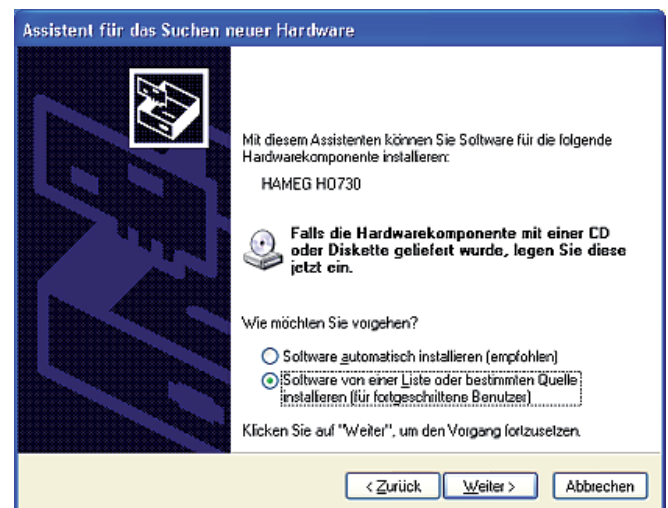 Assistent für das Suchen neuer Hardware
Mit diesem Assistenten können Sie Software für die folgende
Hardwarekomponente installieren:
HAMEG HO730
Falls die Hardwarekomponente mit einer CD
oder Diskette geliefert wurde, legen Sie diese
jetzt ein.
Wie möchten Sie vorgehen?
Software automatisch installieren (empfohlen)
Software von einer Liste oder bestimmten Quelle
installieren (für fortgeschrittene Benutzer)
Klicken Sie auf "Weiter", um den Vorgang fortzusetzen.
< Zurück Weiter > Abbrechen